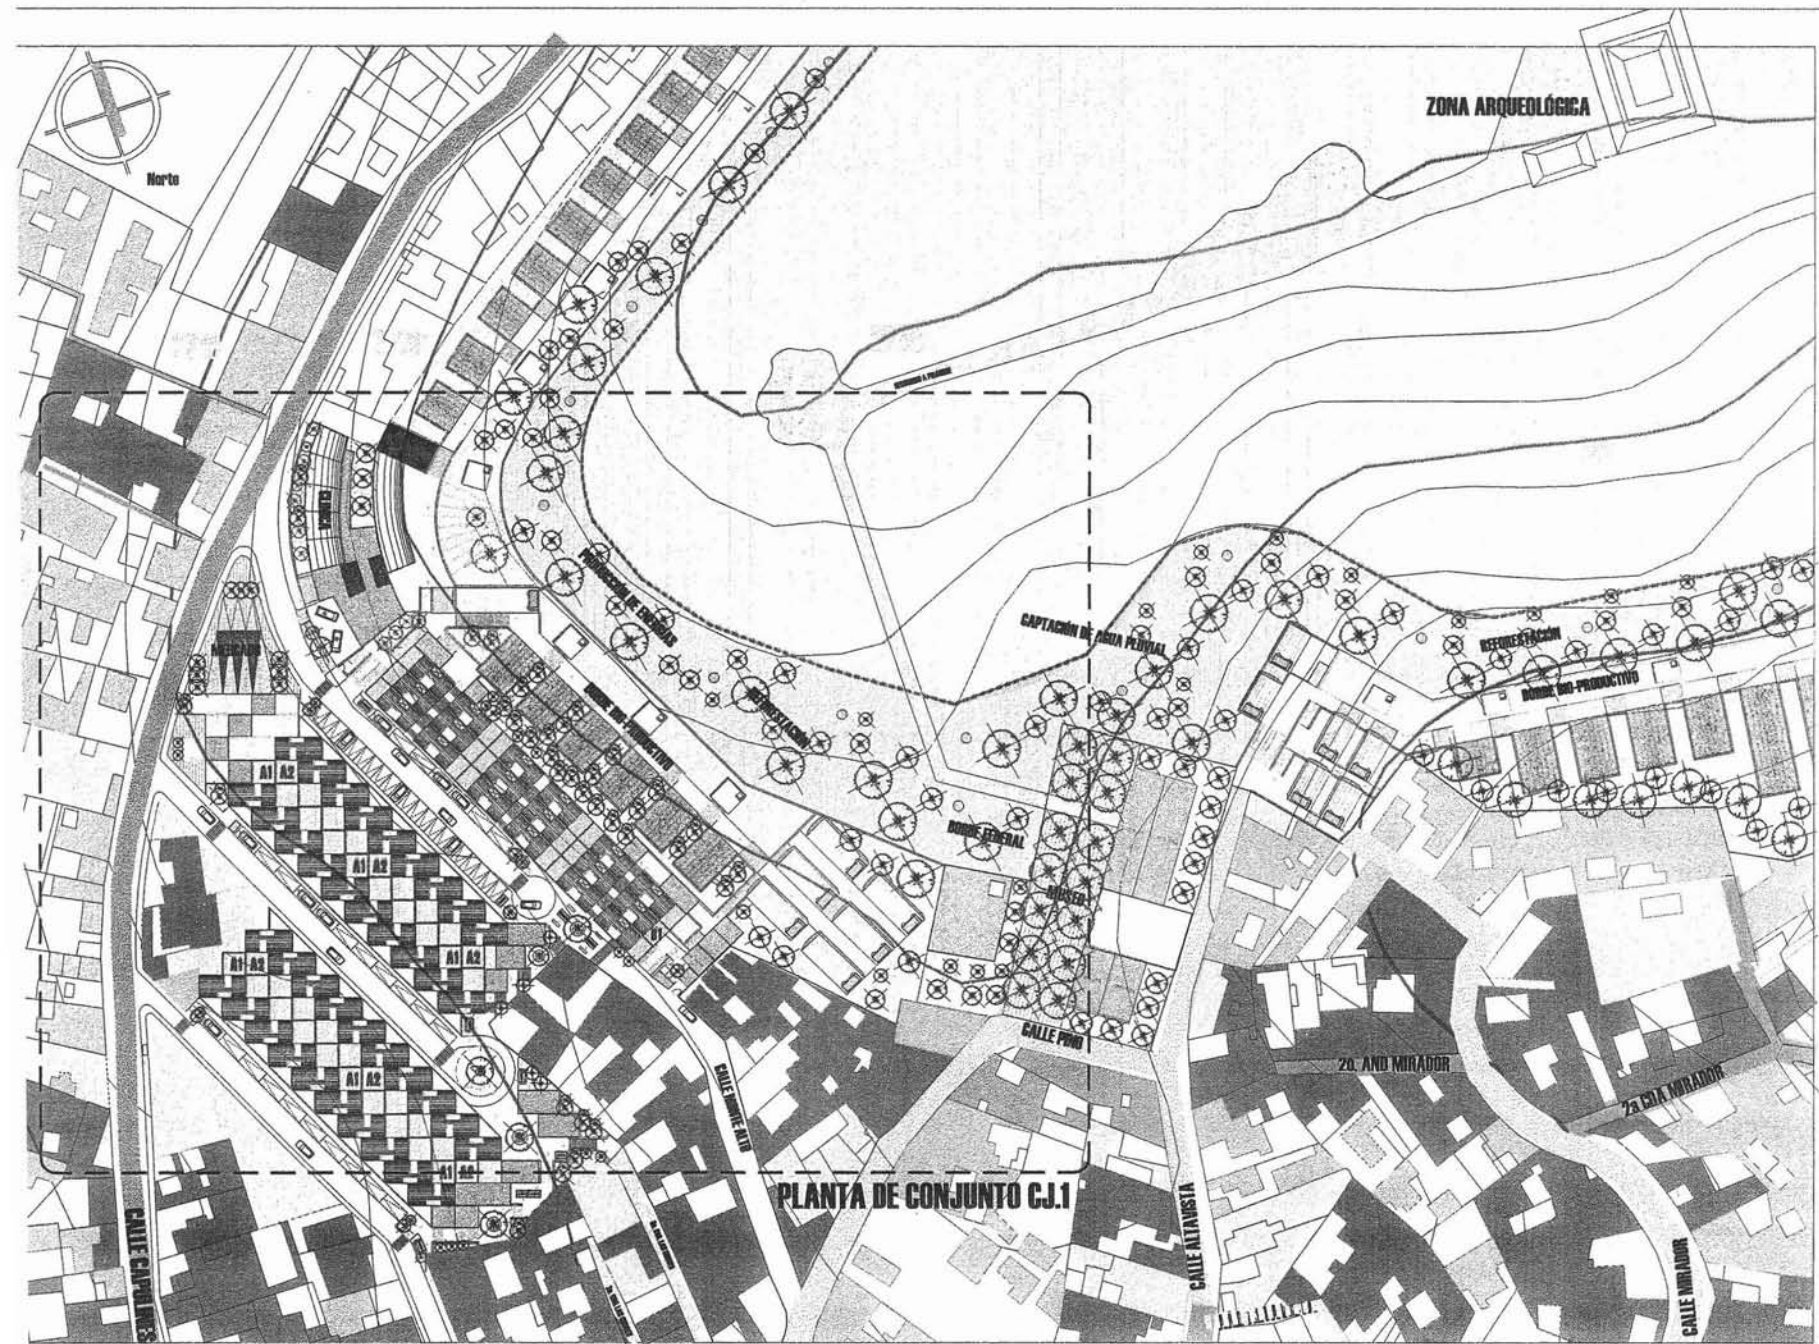 ZONA ARQUEOLÓGICA
Norte
CLINICA
PRODUCCIÓN DE ENERGIAS
CAPTACIÓN DE AGUA PLUVIAL
REFORESTACIÓN
BORDE BIO-PRODUCTIVO
MERCADO
BORDE BIO-PRODUCTIVO
REFORESTACIÓN
A1 A2
BORDE FEDERAL
A1 A2
MUSEO
A1 A2
A1 A2
CALLE PINO
2o. AND MIRADOR
A1 A2
CALLE MONTE ALTO
2a CDA MIRADOR
A1 A2
PLANTA DE CONJUNTO CJ.1
CALLE CAPULINES
CALLE ALTAVISTA
CALLE MIRADOR